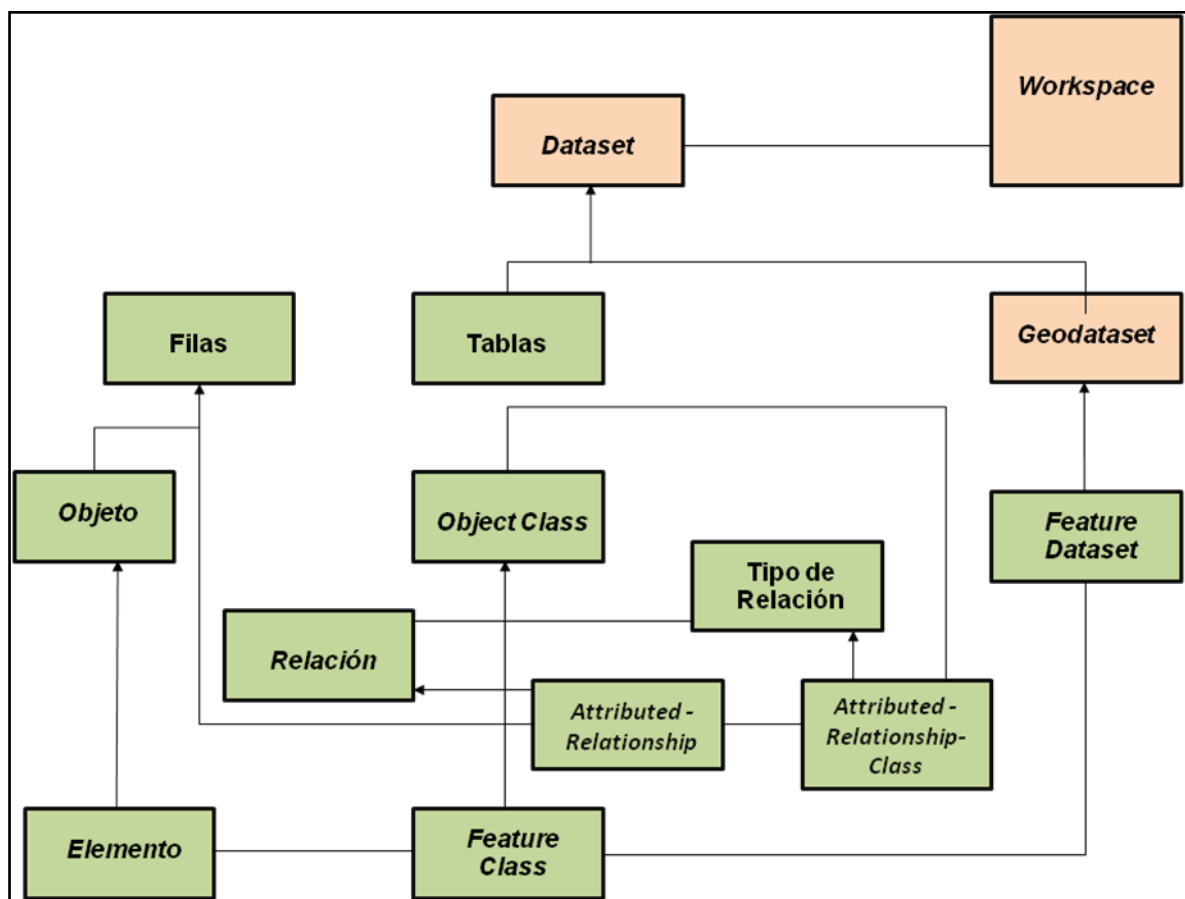 Workspace
Dataset
Filas
Tablas
Geodataset
Objeto
Object Class
Feature
Dataset
Tipo de
Relación
Relación
Attributed -
Relationship
Attributed -
Relationship-
Class
Elemento
Feature
Class